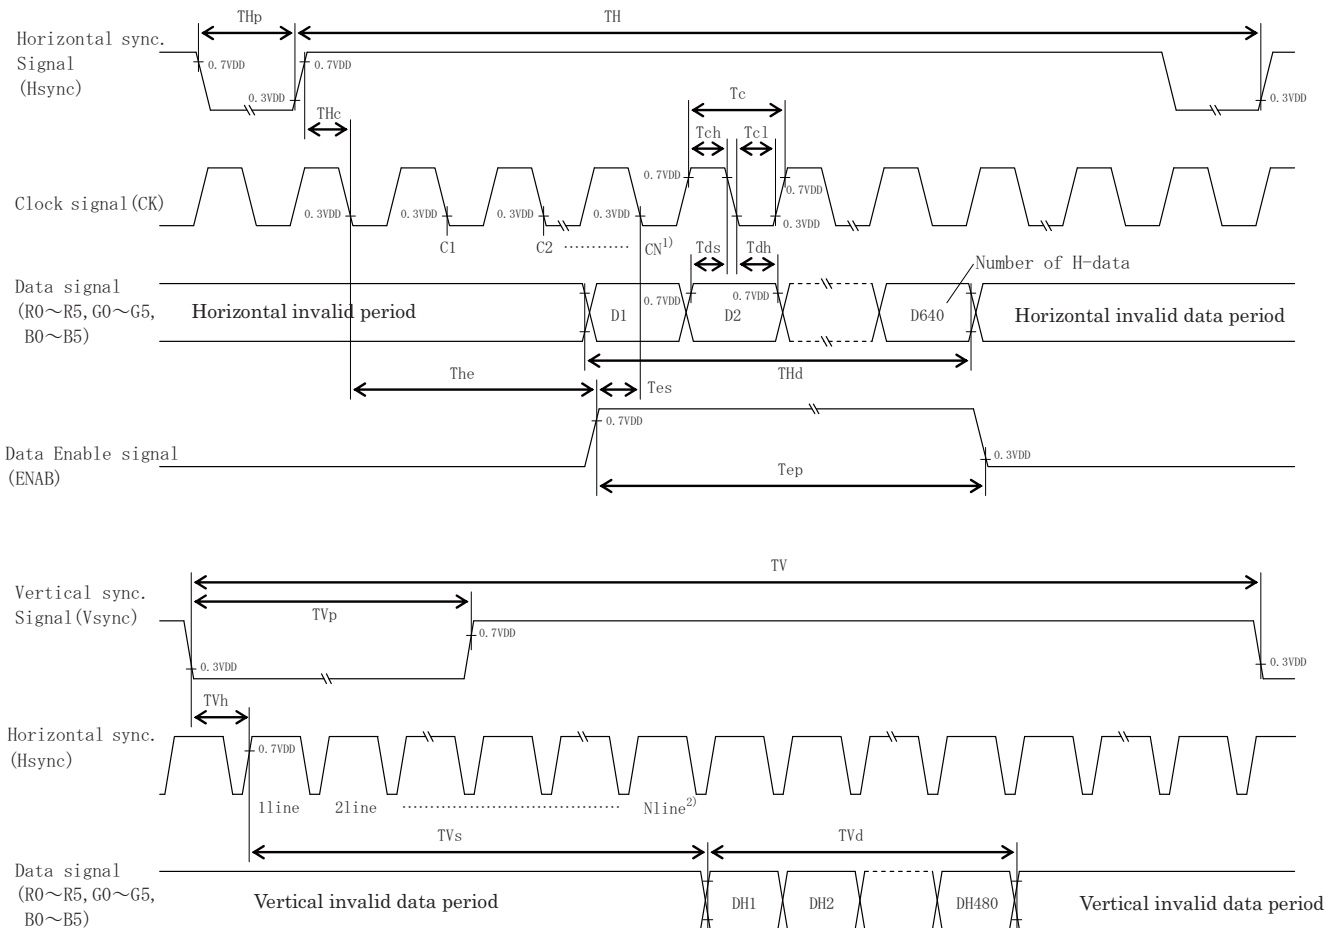 THp
TH
Horizontal sync.
Signal
(Hsync)
0.7VDD
0.7VDD
0.3VDD
0.3VDD
THc
Tc
Tch
Tcl
Clock signal(CK)
0.7VDD
0.7VDD
0.3VDD
0.3VDD
0.3VDD
0.3VDD
0.3VDD
C1
C2 ············ CN1)
Tds
Tdh
Number of H-data
Data signal
(R0～R5,G0～G5,
B0～B5)
Horizontal invalid period
0.7VDD
0.7VDD
D1
D2
D640
Horizontal invalid data period
The
Tes
THd
0.7VDD
Data Enable signal
(ENAB)
0.3VDD
Tep
TV
Vertical sync.
Signal(Vsync)
TVp
0.7VDD
0.3VDD
0.3VDD
TVh
Horizontal sync.
(Hsync)
0.7VDD
1line
2line ········································ Nline2)
TVs
TVd
Data signal
(R0～R5,G0～G5,
B0～B5)
Vertical invalid data period
DH1
DH2
DH480
Vertical invalid data period